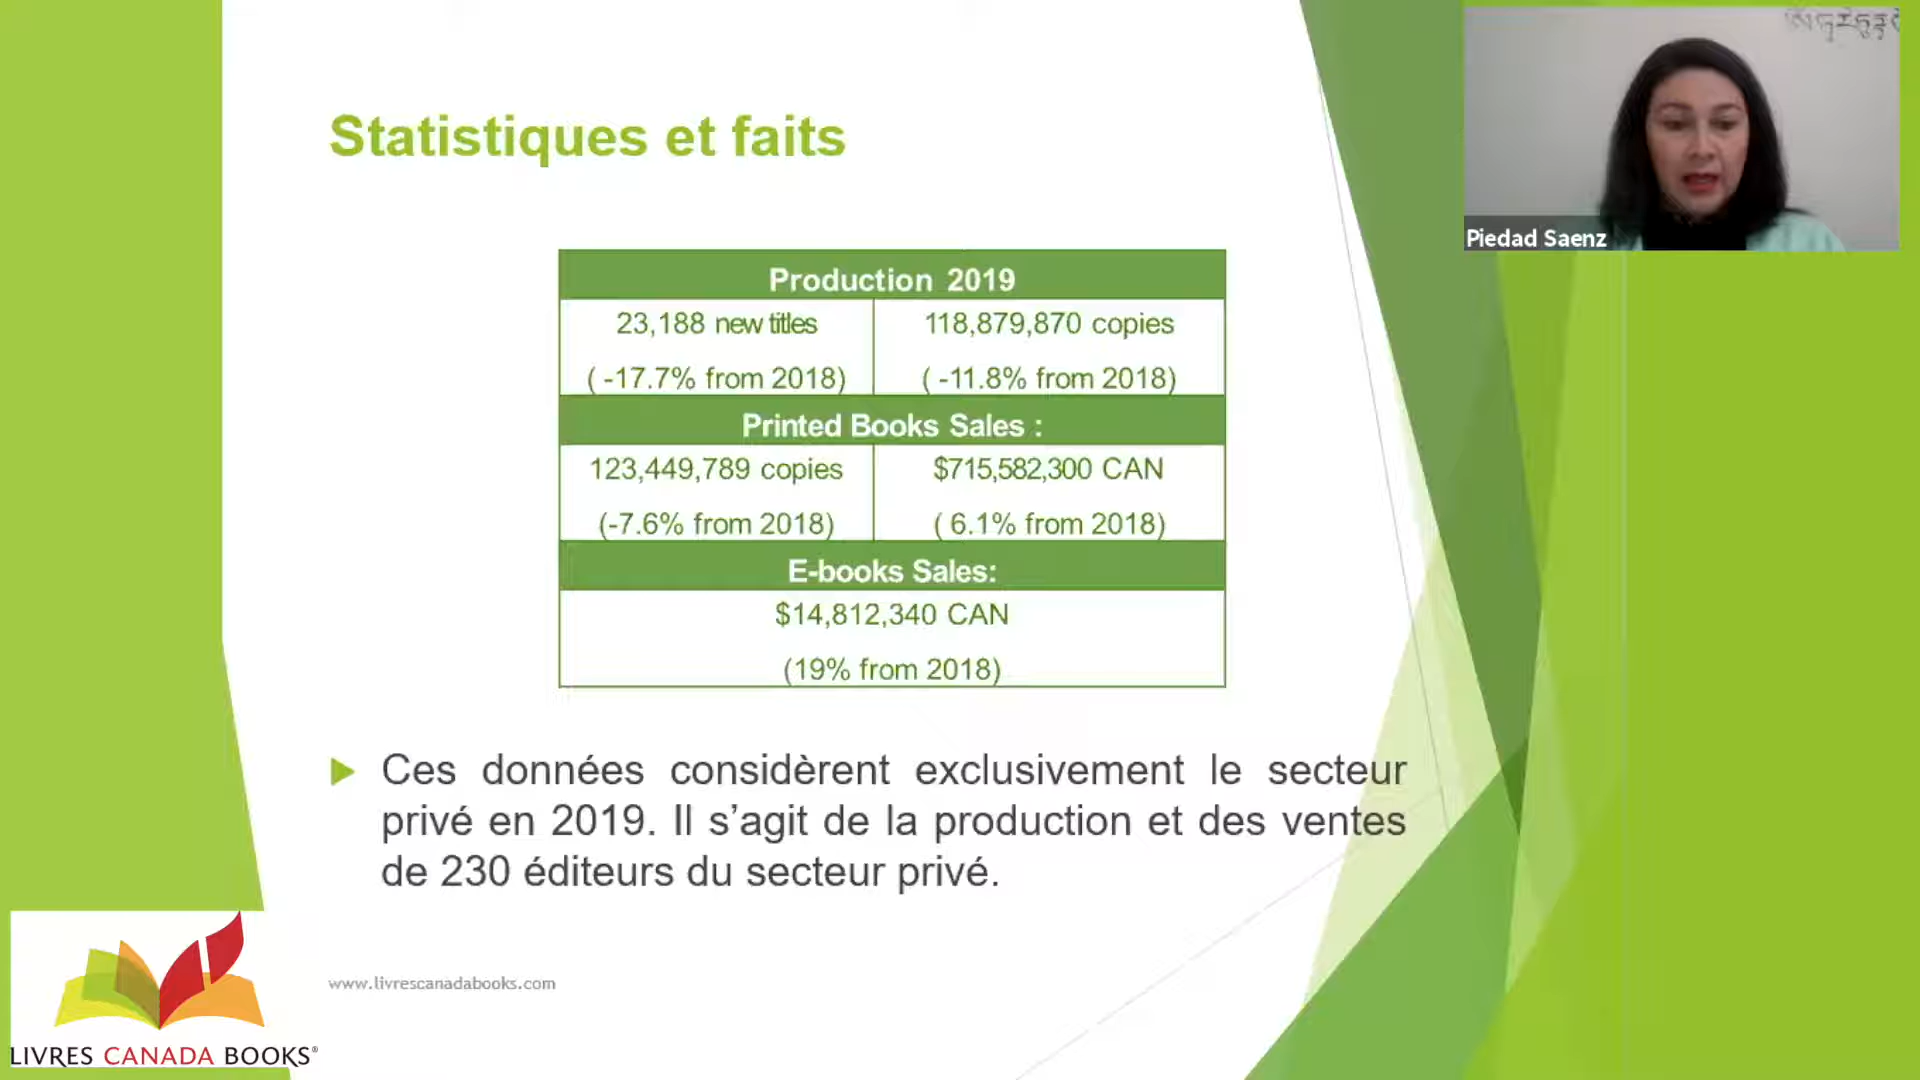 Statistiques et faits
Production 2019
23,188 new titles
( -17.7% from 2018)
118,879,870 copies
( -11.8% from 2018)
Printed Books Sales :
123,449,789 copies
(-7.6% from 2018)
$715,582,300 CAN
( 6.1% from 2018)
E-books Sales:
$14,812,340 CAN
(19% from 2018)
Ces données considèrent exclusivement le secteur
privé en 2019. Il s’agit de la production et des ventes
de 230 éditeurs du secteur privé.
www.livrescanadabooks.com
LIVRES CANADA BOOKS®
Piedad Saenz